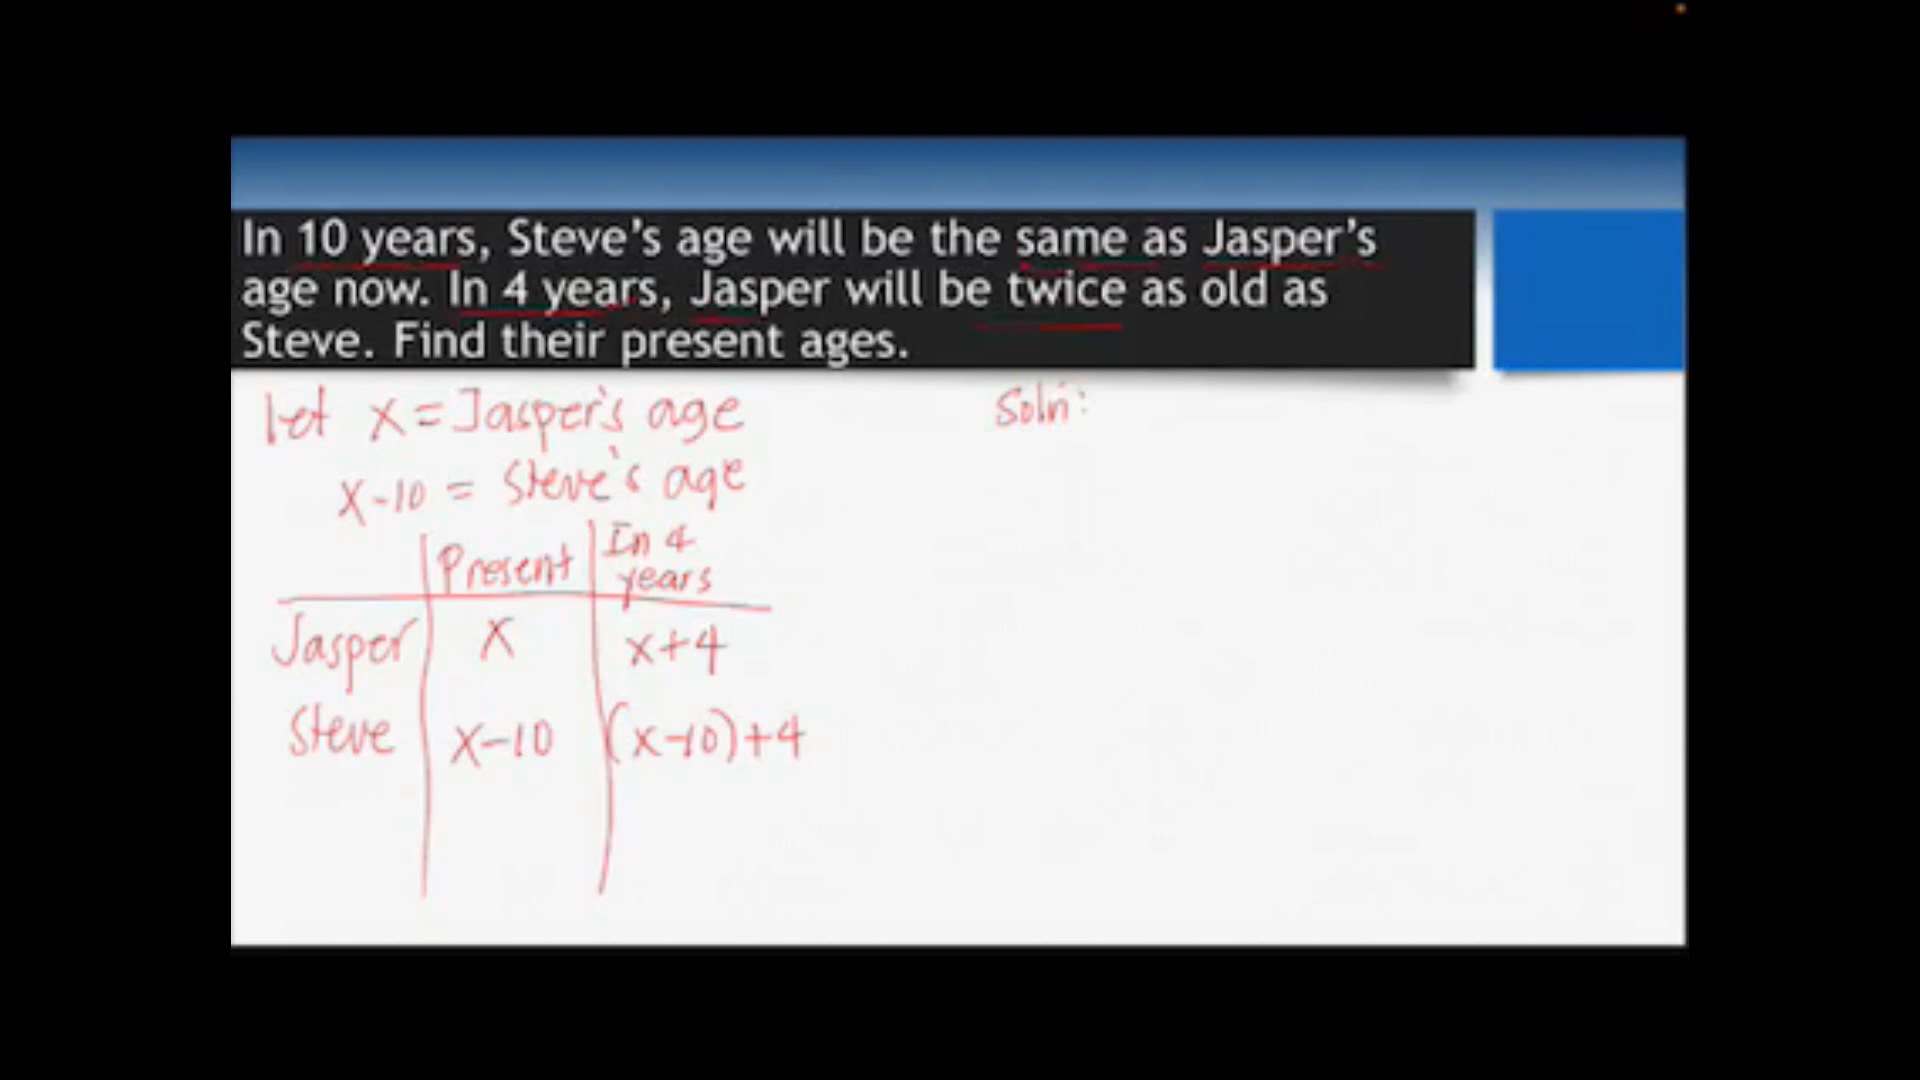 In 10 years, Steve's age will be the same as Jasper's
age now. In 4 years, Jasper will be twice as old as
Steve. Find their present ages.
Let x = Jasper's age
x-10 = Steve's age
Soln:
Present In 4 years
Jasper x x+4
Steve x-10 (x-10)+4